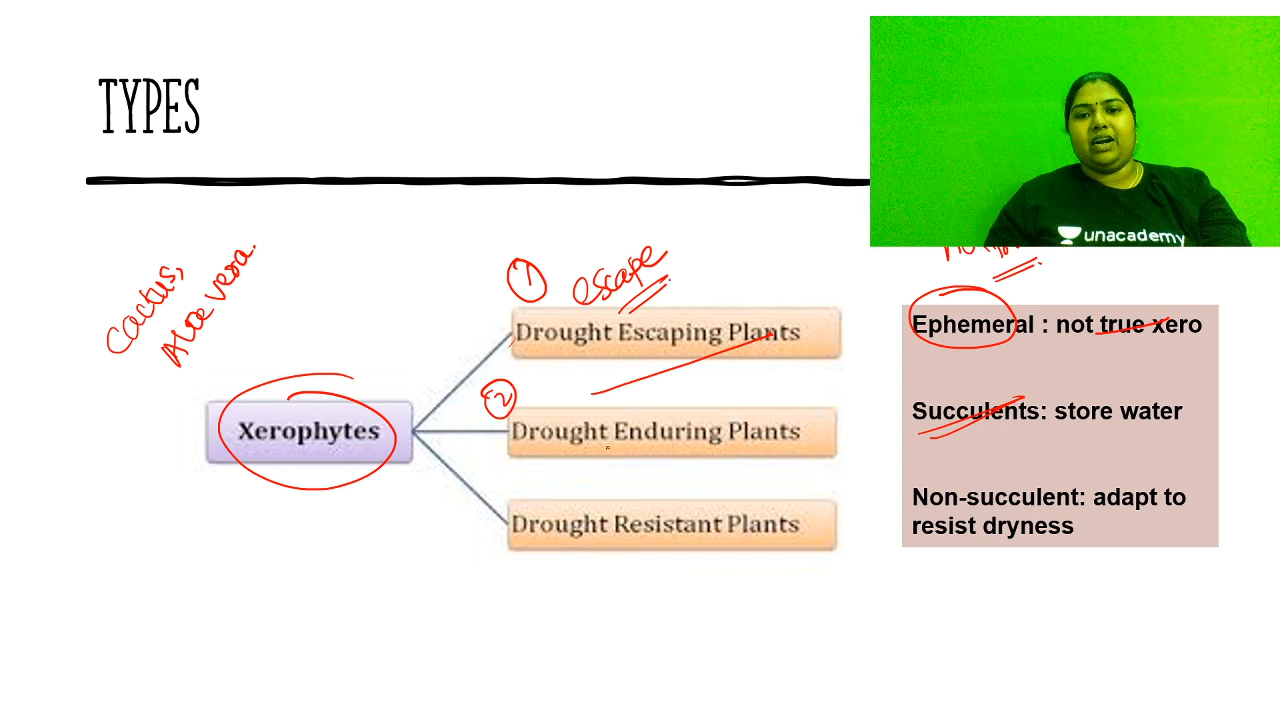 TYPES
unacademy
Cactus,
Aloe vera.
1
escape
Drought Escaping Plants
2
Xerophytes
Drought Enduring Plants
Drought Resistant Plants
Ephemeral : not true xero
Succulents: store water
Non-succulent: adapt to
resist dryness